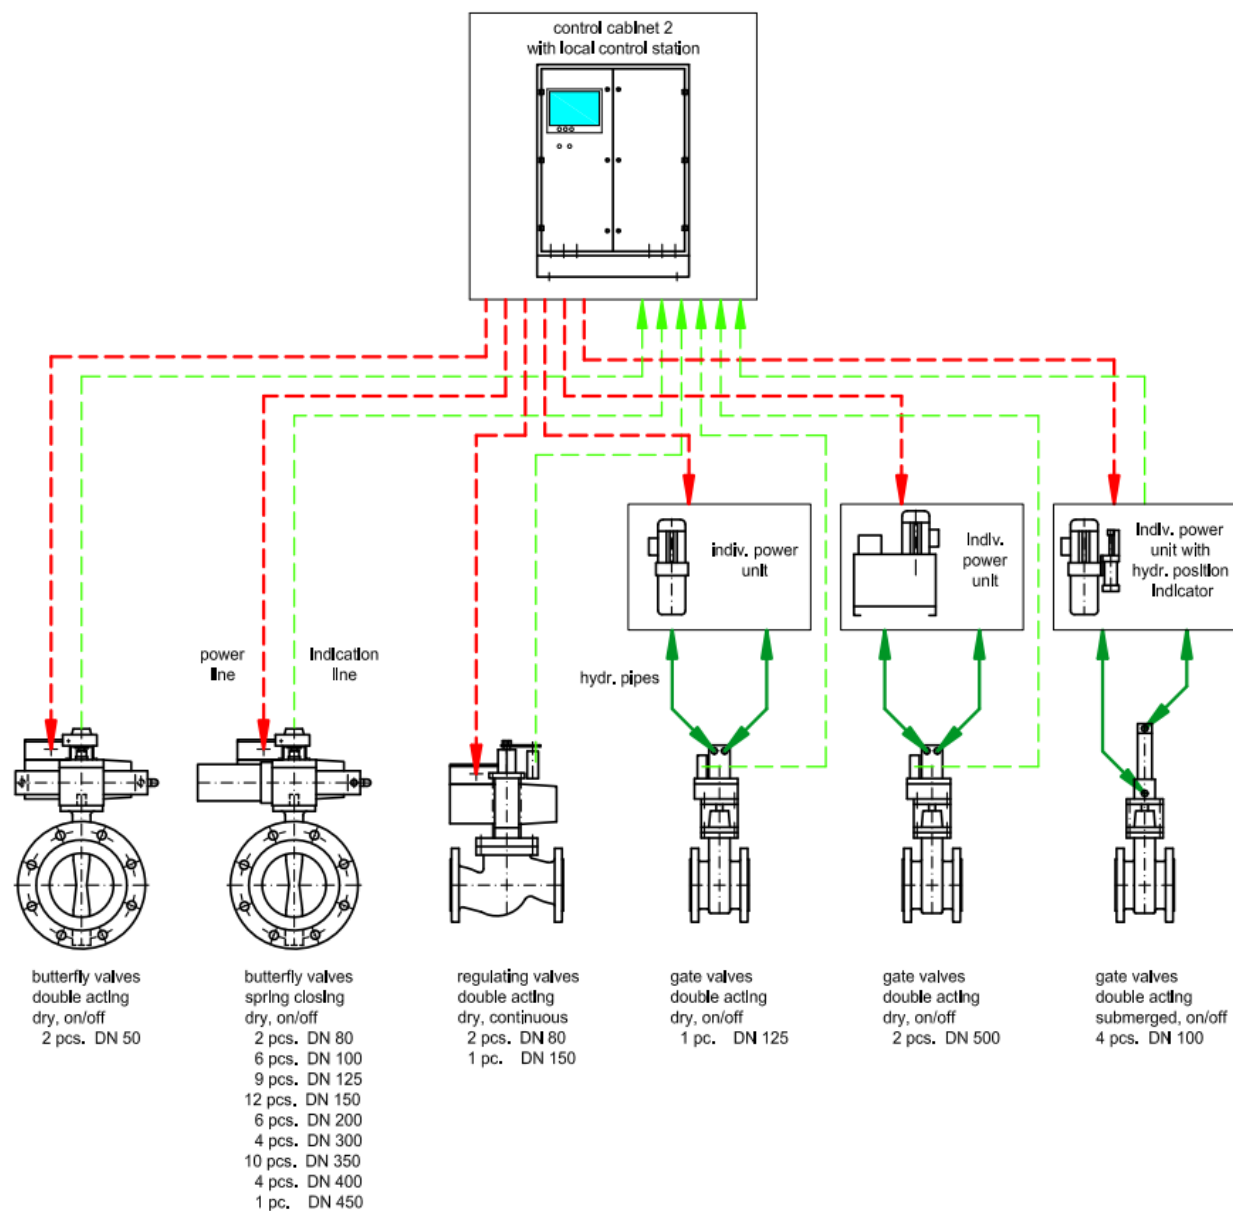 control cabinet 2
with local control station
indiv. power
unit
Indiv.
power
unit
Indiv. power
unit with
hydr. position
Indicator
power
line
Indication
line
hydr. pipes
butterfly valves
double acting
dry, on/off
2 pcs. DN 50
butterfly valves
spring closing
dry, on/off
2 pcs. DN 80
6 pcs. DN 100
9 pcs. DN 125
12 pcs. DN 150
6 pcs. DN 200
4 pcs. DN 300
10 pcs. DN 350
4 pcs. DN 400
1 pc. DN 450
regulating valves
double acting
dry, continuous
2 pcs. DN 80
1 pc. DN 150
gate valves
double acting
dry, on/off
1 pc. DN 125
gate valves
double acting
dry, on/off
2 pcs. DN 500
gate valves
double acting
submerged, on/off
4 pcs. DN 100